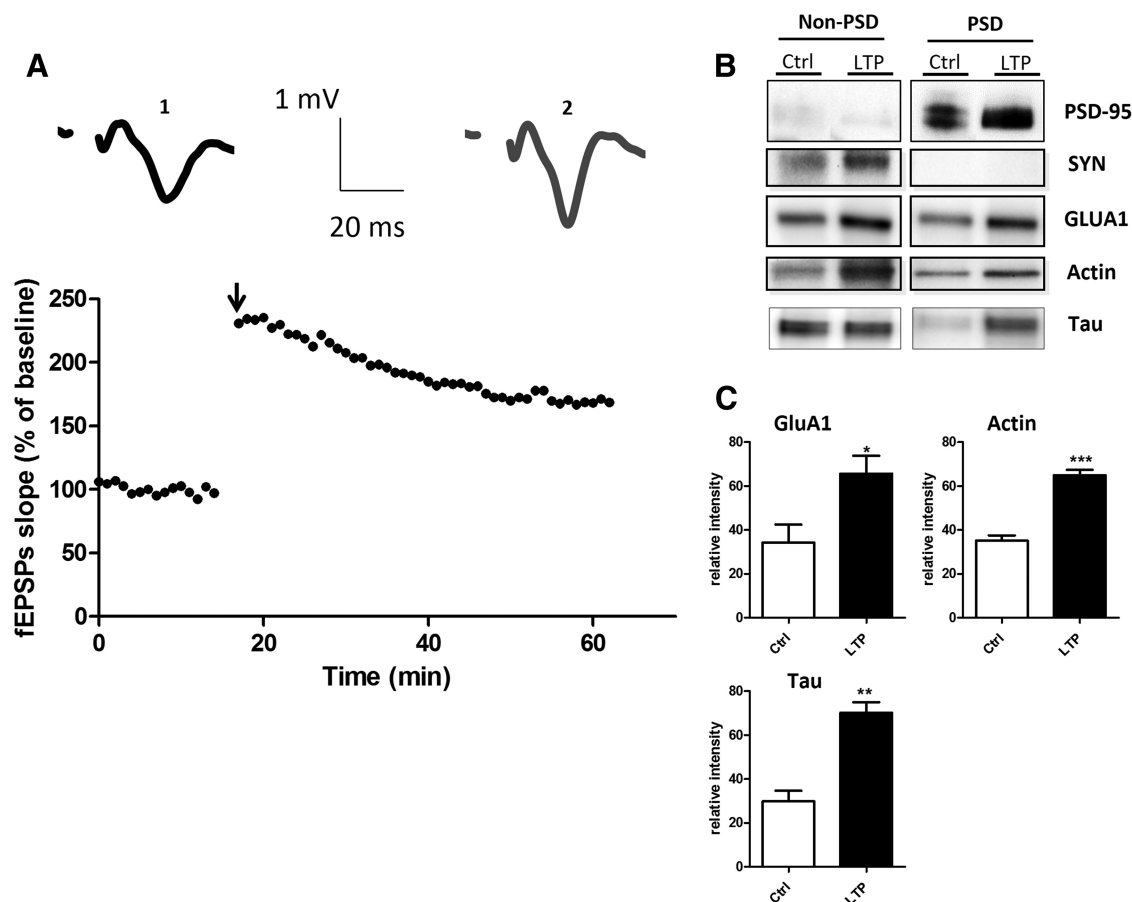 A
1
1 mV
20 ms
2
fEPSPs slope (% of baseline)
250
200
150
100
50
0
0 20 40 60
Time (min)
B
Non-PSD PSD
Ctrl LTP Ctrl LTP
PSD-95
SYN
GLUA1
Actin
Tau
C
GluA1
relative intensity
80
60
40
20
0
*
Ctrl LTP
Actin
relative intensity
80
60
40
20
0
***
Ctrl LTP
Tau
relative intensity
80
60
40
20
0
**
Ctrl LTP